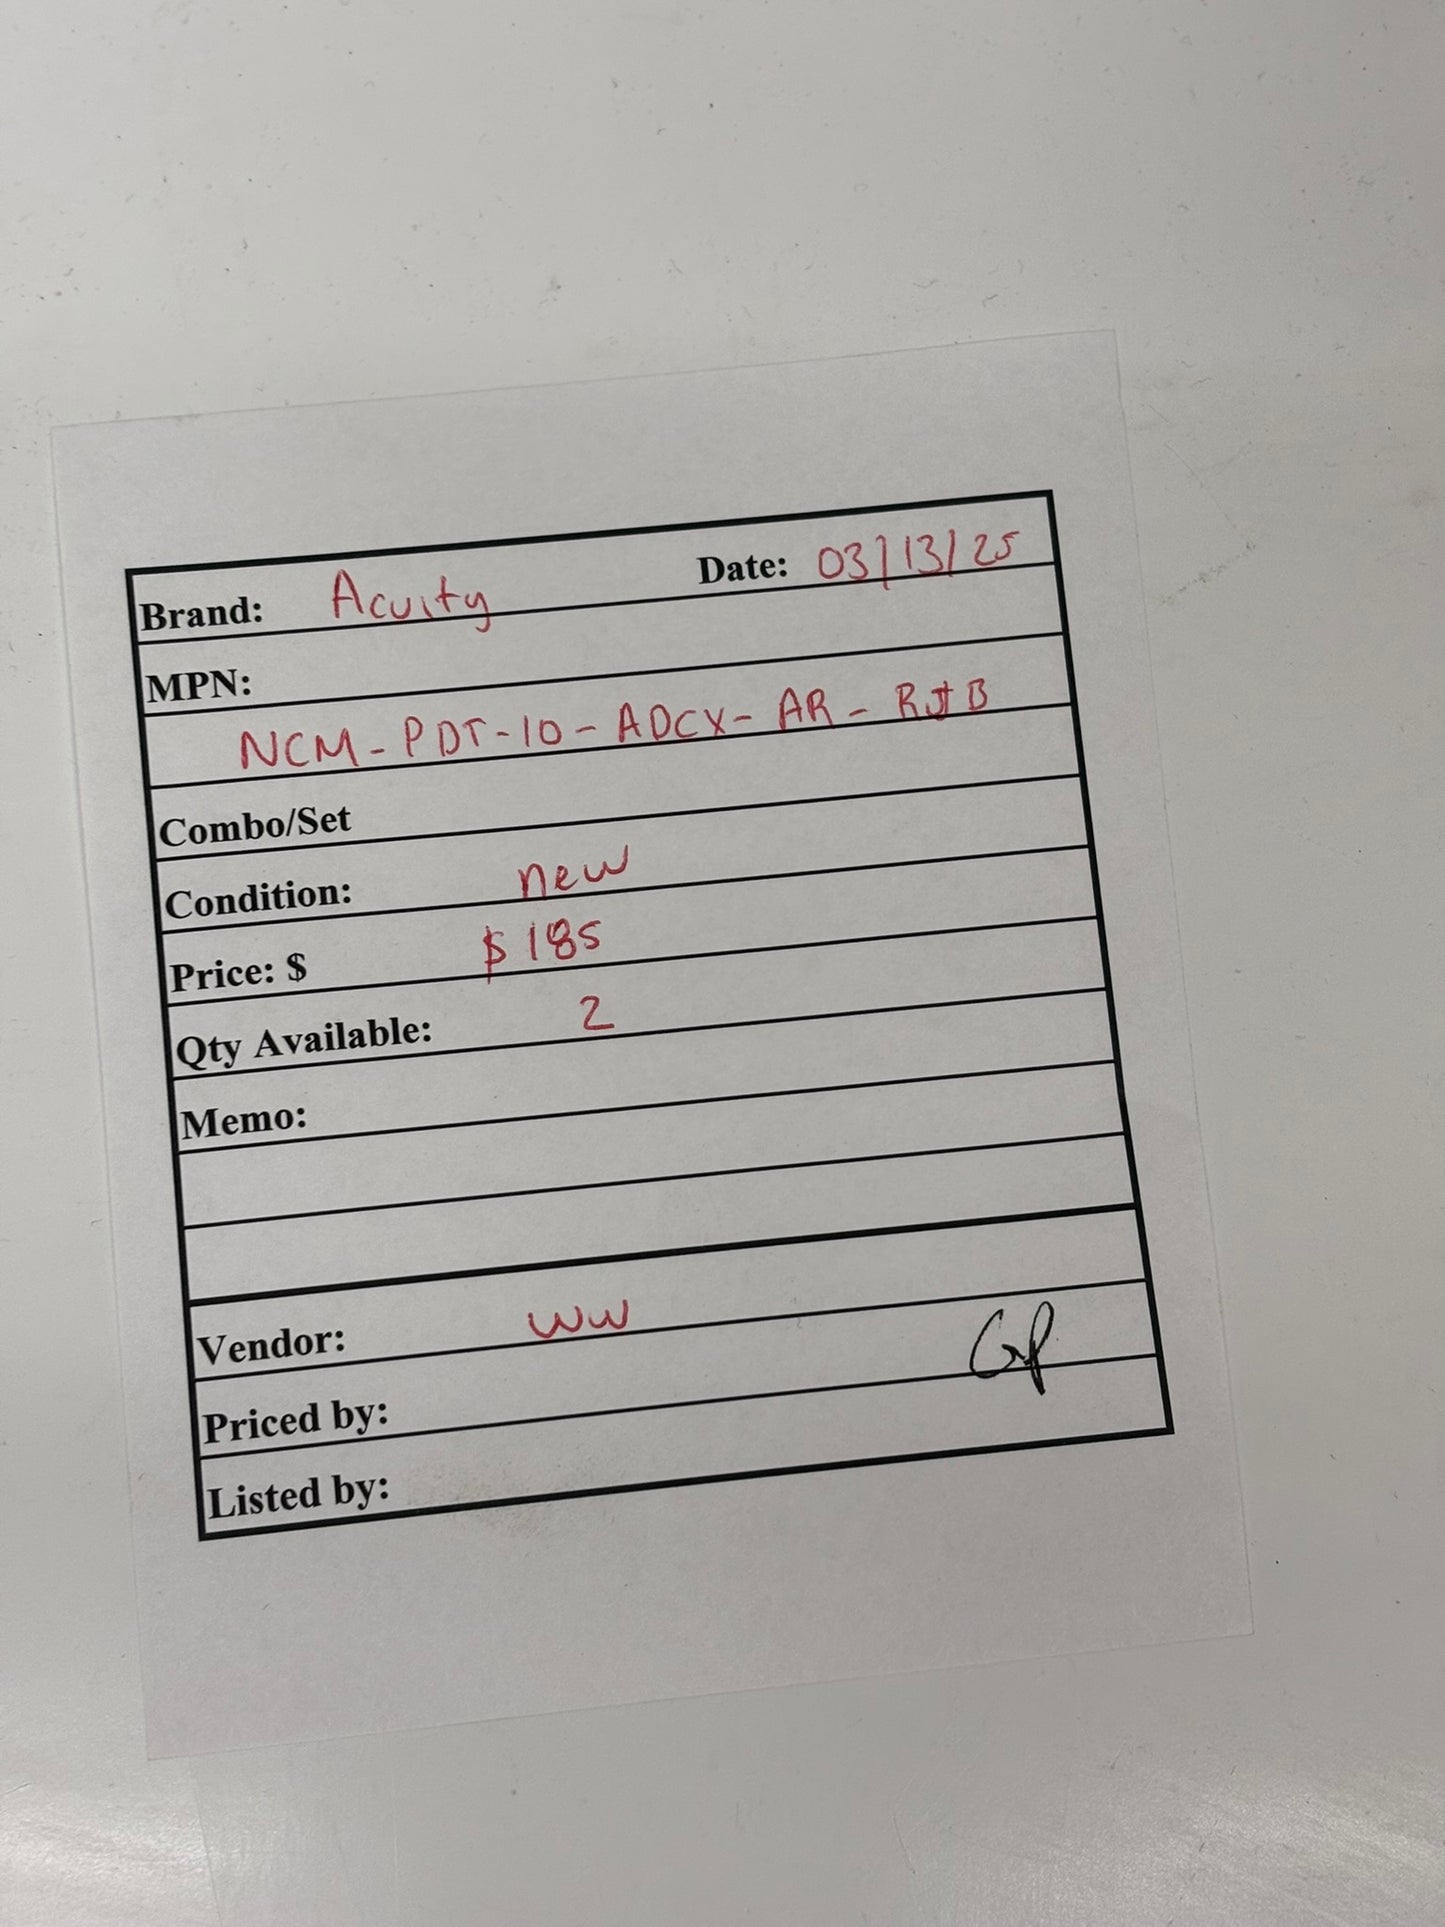 Brand: Acuity Date: 03/13/25
MPN:
NCM-PDT-10-ADCX-AR-RJB
Combo/Set
Condition: new
Price: $ $185
Qty Available: 2
Memo:
Vendor: WW
Priced by: GP
Listed by: